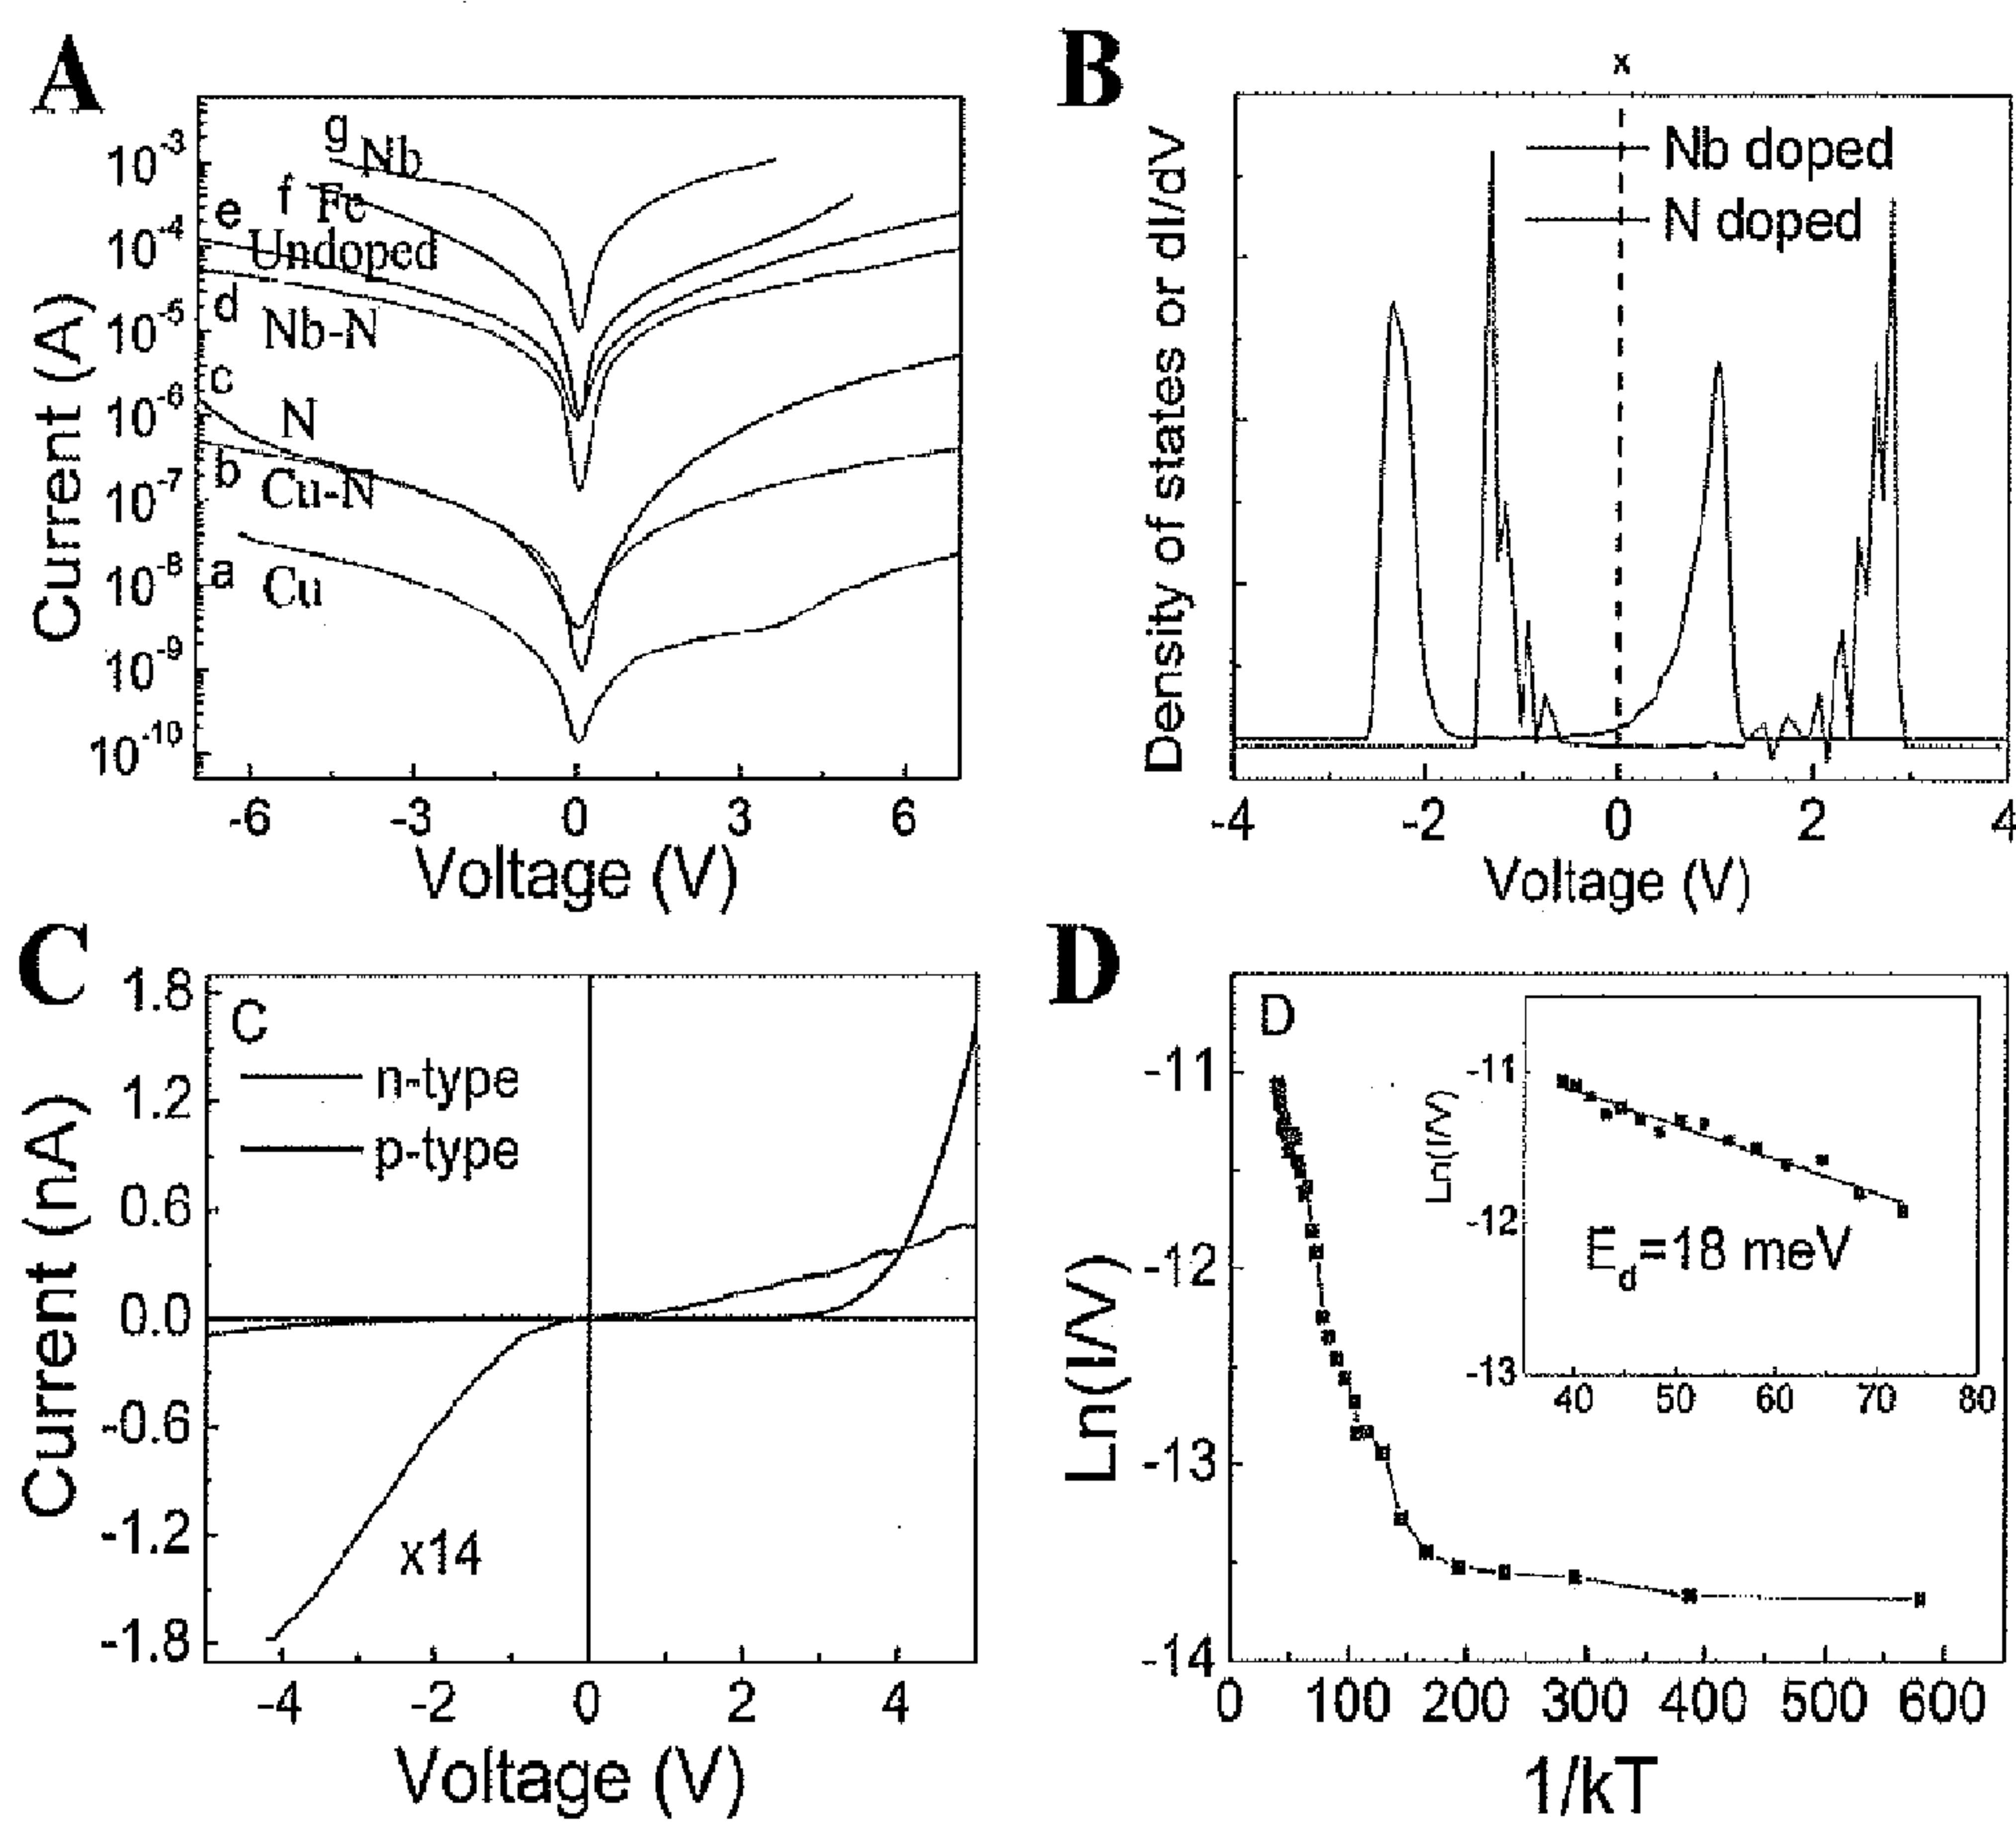 A
g
Nb
f
Fe
e
Undoped
d
Nb-N
c
N
b
Cu-N
a
Cu
10-3
10-4
10-5
10-6
10-7
10-8
10-9
10-10
Current (A)
-6 -3 0 3 6
Voltage (V)
B
x
Nb doped
N doped
Density of states or dI/dV
-4 -2 0 2 4
Voltage (V)
C
C
n-type
p-type
1.8
1.2
0.6
0.0
-0.6
-1.2
-1.8
x14
Current (nA)
-4 -2 0 2 4
Voltage (V)
D
D
-11
-12
-13
-14
Ln(I/V)
0 100 200 300 400 500 600
1/kT
-11
-12
-13
Ln(I/V)
Ed=18 meV
40 50 60 70 80